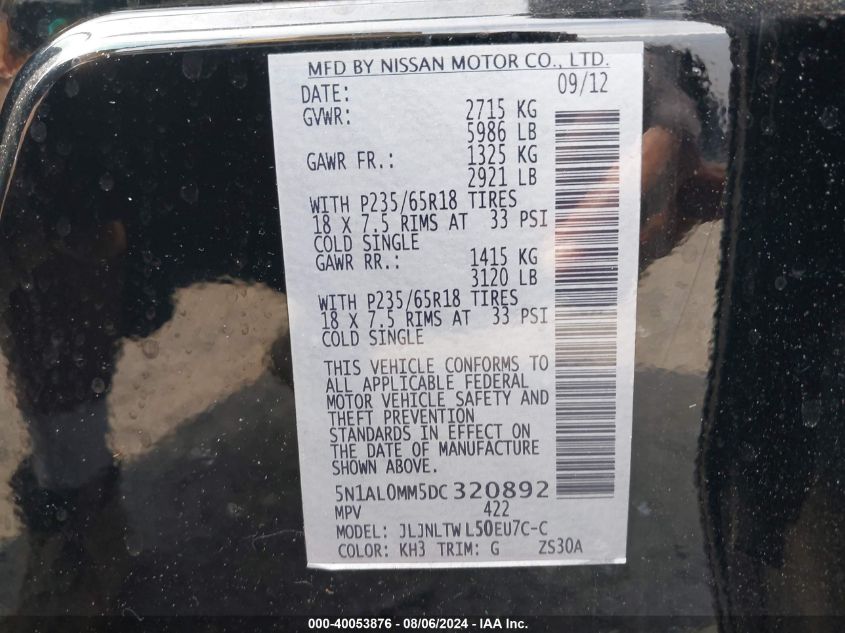 MFD BY NISSAN MOTOR CO., LTD.
DATE: 09/12
GVWR: 2715 KG
5986 LB
GAWR FR.: 1325 KG
2921 LB
WITH P235/65R18 TIRES
18 X 7.5 RIMS AT 33 PSI
COLD SINGLE
GAWR RR.: 1415 KG
3120 LB
WITH P235/65R18 TIRES
18 X 7.5 RIMS AT 33 PSI
COLD SINGLE
THIS VEHICLE CONFORMS TO
ALL APPLICABLE FEDERAL
MOTOR VEHICLE SAFETY AND
THEFT PREVENTION
STANDARDS IN EFFECT ON
THE DATE OF MANUFACTURE
SHOWN ABOVE.
5N1AL0MM5DC320892
MPV 422
MODEL: JLJNLTWL50EU7C-C
COLOR: KH3 TRIM: G ZS30A
000-40053876 - 08/06/2024 - IAA Inc.